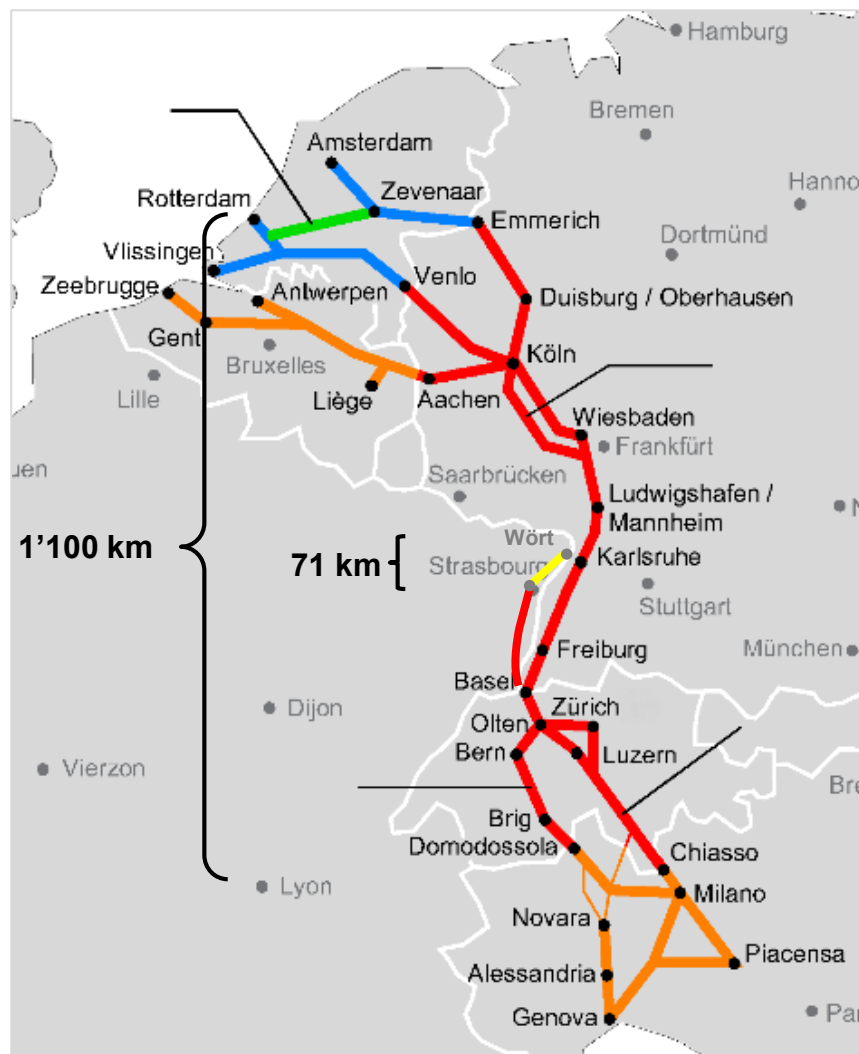 Hamburg
Bremen
Amsterdam
Hanno
Zevenaar
Rotterdam
Emmerich
Dortmünd
Vlissingen
Venlo
Zeebrugge
Antwerpen
Duisburg / Oberhausen
Gent
Bruxelles
Köln
Lille
Liège
Aachen
Wiesbaden
Frankfürt
uen
Saarbrücken
Ludwigshafen /
Mannheim
N
1'100 km
71 km
Wört
Strasbourg
Karlsruhe
Stuttgart
Freiburg
München
Basel
Dijon
Olten
Zürich
Bern
Luzern
Vierzon
Bre
Brig
Domodossola
Chiasso
Lyon
Milano
Novara
Piacensa
Alessandria
Genova
Par